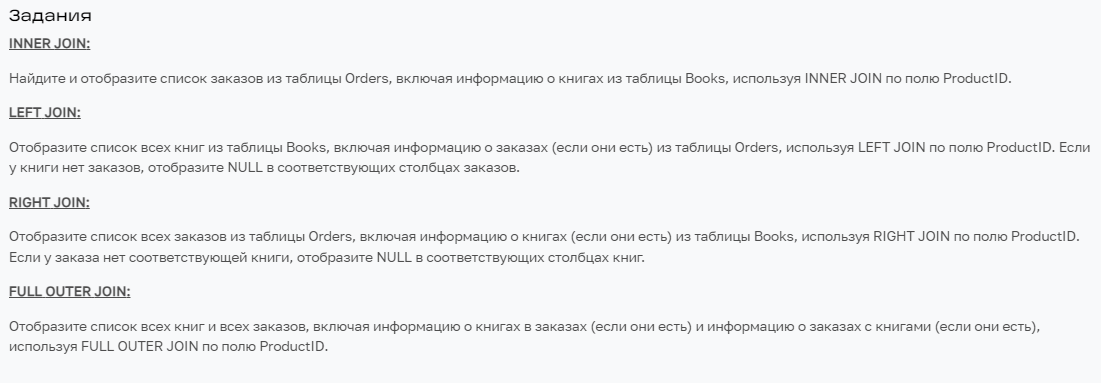 Задания
INNER JOIN:
Найдите и отобразите список заказов из таблицы Orders, включая информацию о книгах из таблицы Books, используя INNER JOIN по полю ProductID.
LEFT JOIN:
Отобразите список всех книг из таблицы Books, включая информацию о заказах (если они есть) из таблицы Orders, используя LEFT JOIN по полю ProductID. Если
у книги нет заказов, отобразите NULL в соответствующих столбцах заказов.
RIGHT JOIN:
Отобразите список всех заказов из таблицы Orders, включая информацию о книгах (если они есть) из таблицы Books, используя RIGHT JOIN по полю ProductID.
Если у заказа нет соответствующей книги, отобразите NULL в соответствующих столбцах книг.
FULL OUTER JOIN:
Отобразите список всех книг и всех заказов, включая информацию о книгах в заказах (если они есть) и информацию о заказах с книгами (если они есть),
используя FULL OUTER JOIN по полю ProductID.